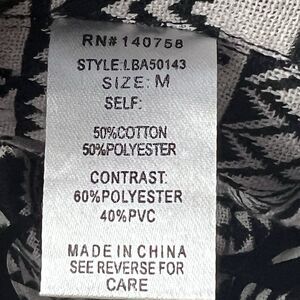 RN# 140758
STYLE:LBA50143
SIZE: M
SELF:
50%COTTON
50%POLYESTER
CONTRAST:
60%POLYESTER
40%PVC
MADE IN CHINA
SEE REVERSE FOR
CARE